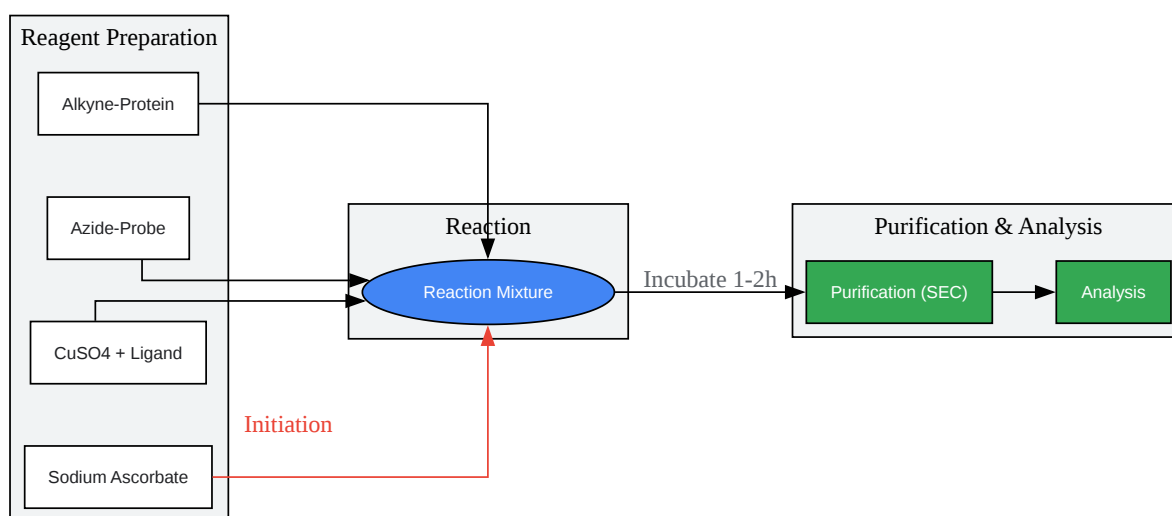 Reagent Preparation
Alkyne-Protein
Azide-Probe
CuSO4 + Ligand
Sodium Ascorbate
Initiation
Reaction
Reaction Mixture
Incubate 1-2h
Purification & Analysis
Purification (SEC)
Analysis